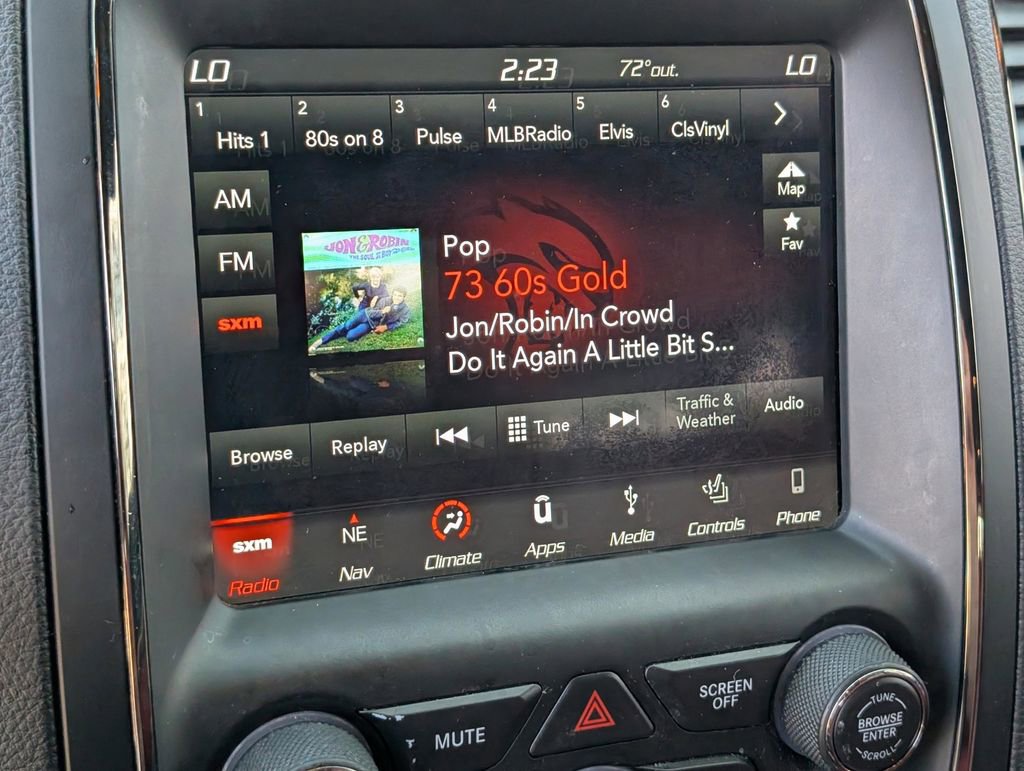 LO 2:23 72°out. LO
1 Hits 1
2 80s on 8
3 Pulse
4 MLBRadio
5 Elvis
6 ClsVinyl
AM
Map
FM
Fav
sxm
JON & ROBIN
Pop
73 60s Gold
Jon/Robin/In Crowd
Do It Again A Little Bit S...
Browse
Replay
Tune
Traffic &
Weather
Audio
sxm
Radio
NE
Nav
Climate
u
Apps
Media
Controls
Phone
MUTE
SCREEN
OFF
TUNE
BROWSE
ENTER
SCROLL